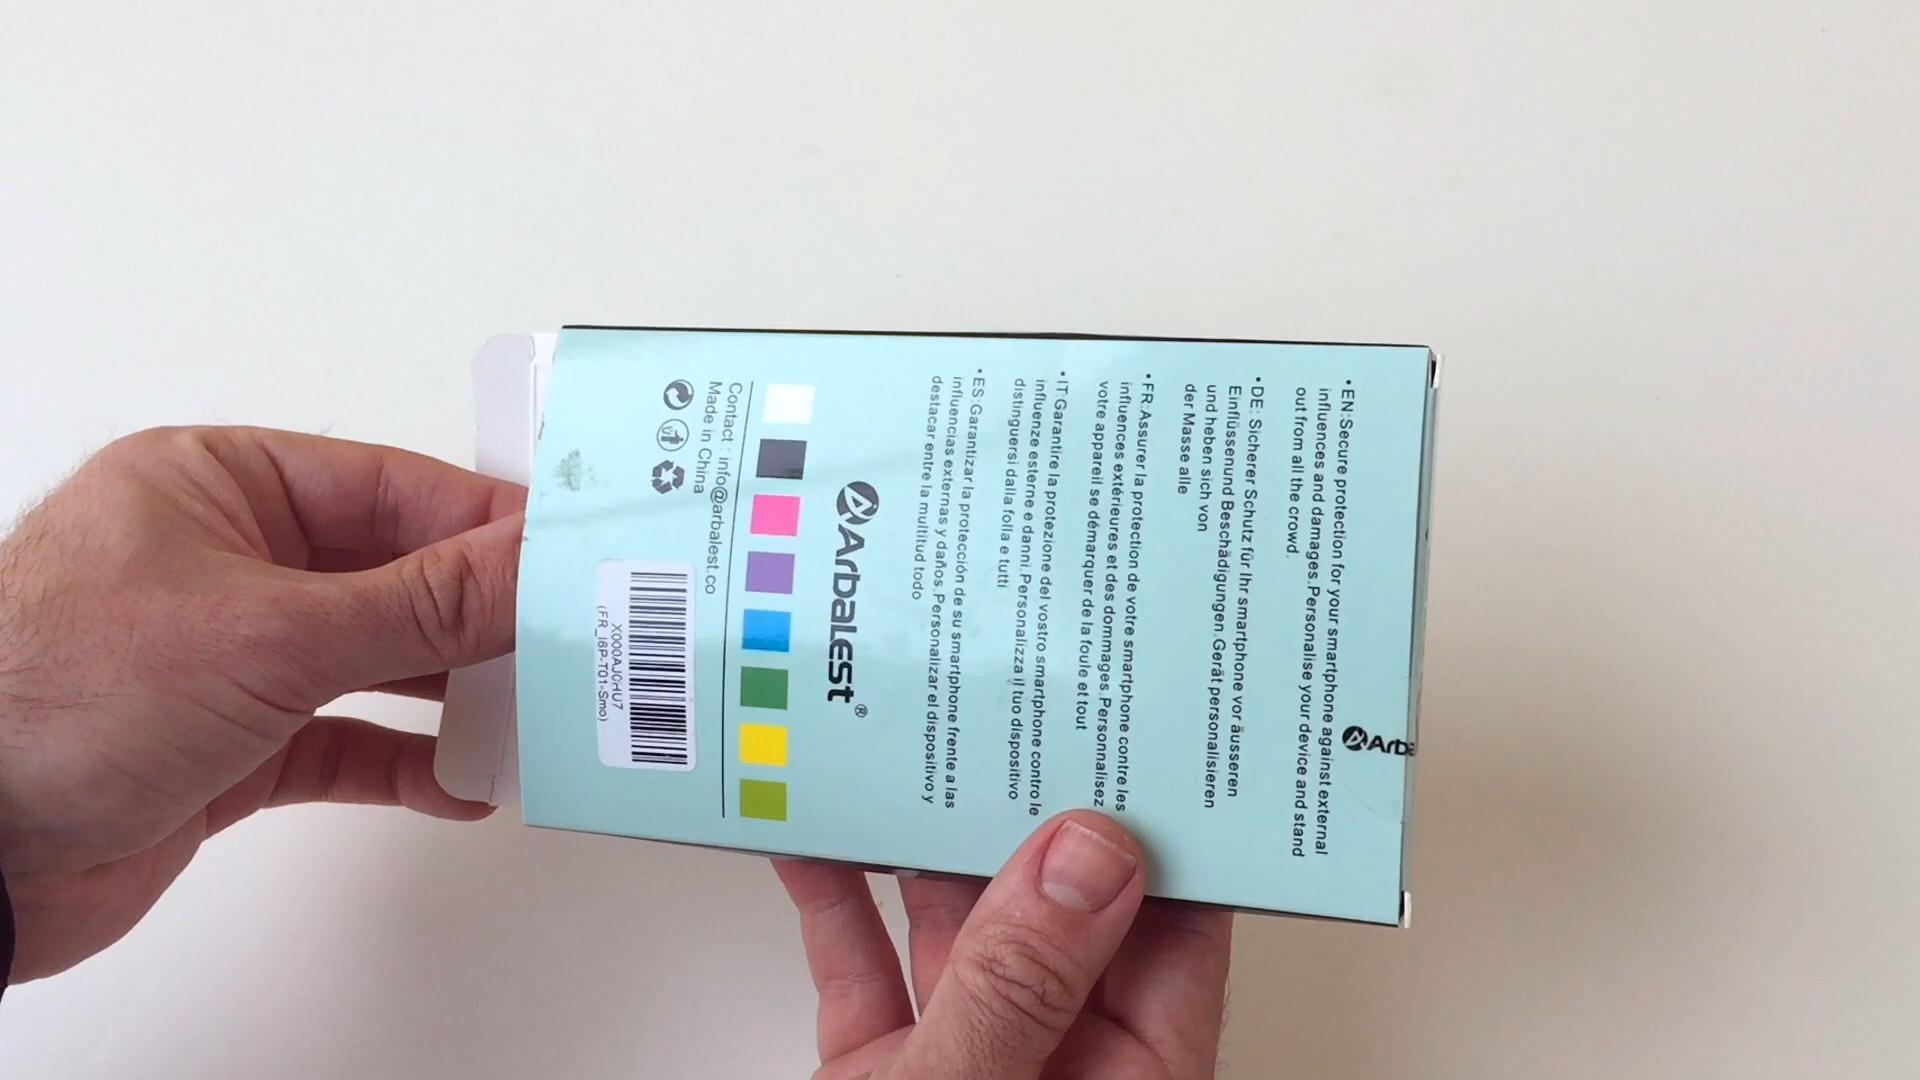 Arba
• EN:Secure protection for your smartphone against external
influences and damages.Personalise your device and stand
out from all the crowd.
• DE: Sicherer Schutz für Ihr smartphone vor äusseren
Einflüssenund Beschädigungen. Gerät personalisieren
und heben sich von
der Masse alle
• FR:Assurer la protection de votre smartphone contre les
influences extérieures et des dommages.Personnalisez
votre appareil se démarquer de la foule et tout
• IT:Garantire la protezione del vostro smartphone contro le
influenze esterne e danni.Personalizza il tuo dispositivo
distinguersi dalla folla e tutti
• ES:Garantizar la protección de su smartphone frente a las
influencias externas y daños.Personalizar el dispositivo y
destacar entre la multitud todo
Arbalest®
Contact : info@arbalest.co
Made in China
X000AJ0HU7
(FR_I6P-T01-Smo)